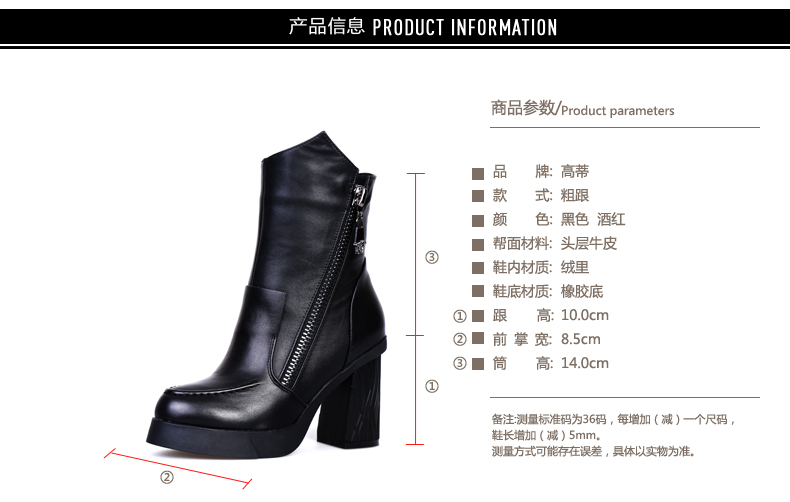 产品信息 PRODUCT INFORMATION
商品参数/Product parameters
品 牌: 高蒂
款 式: 粗跟
颜 色: 黑色 酒红
帮面材料: 头层牛皮
鞋内材质: 绒里
鞋底材质: 橡胶底
① 跟 高: 10.0cm
② 前 掌 宽: 8.5cm
③ 筒 高: 14.0cm
③
①
②
备注:测量标准码为36码，每增加（减）一个尺码，
鞋长增加（减）5mm。
测量方式可能存在误差，具体以实物为准。